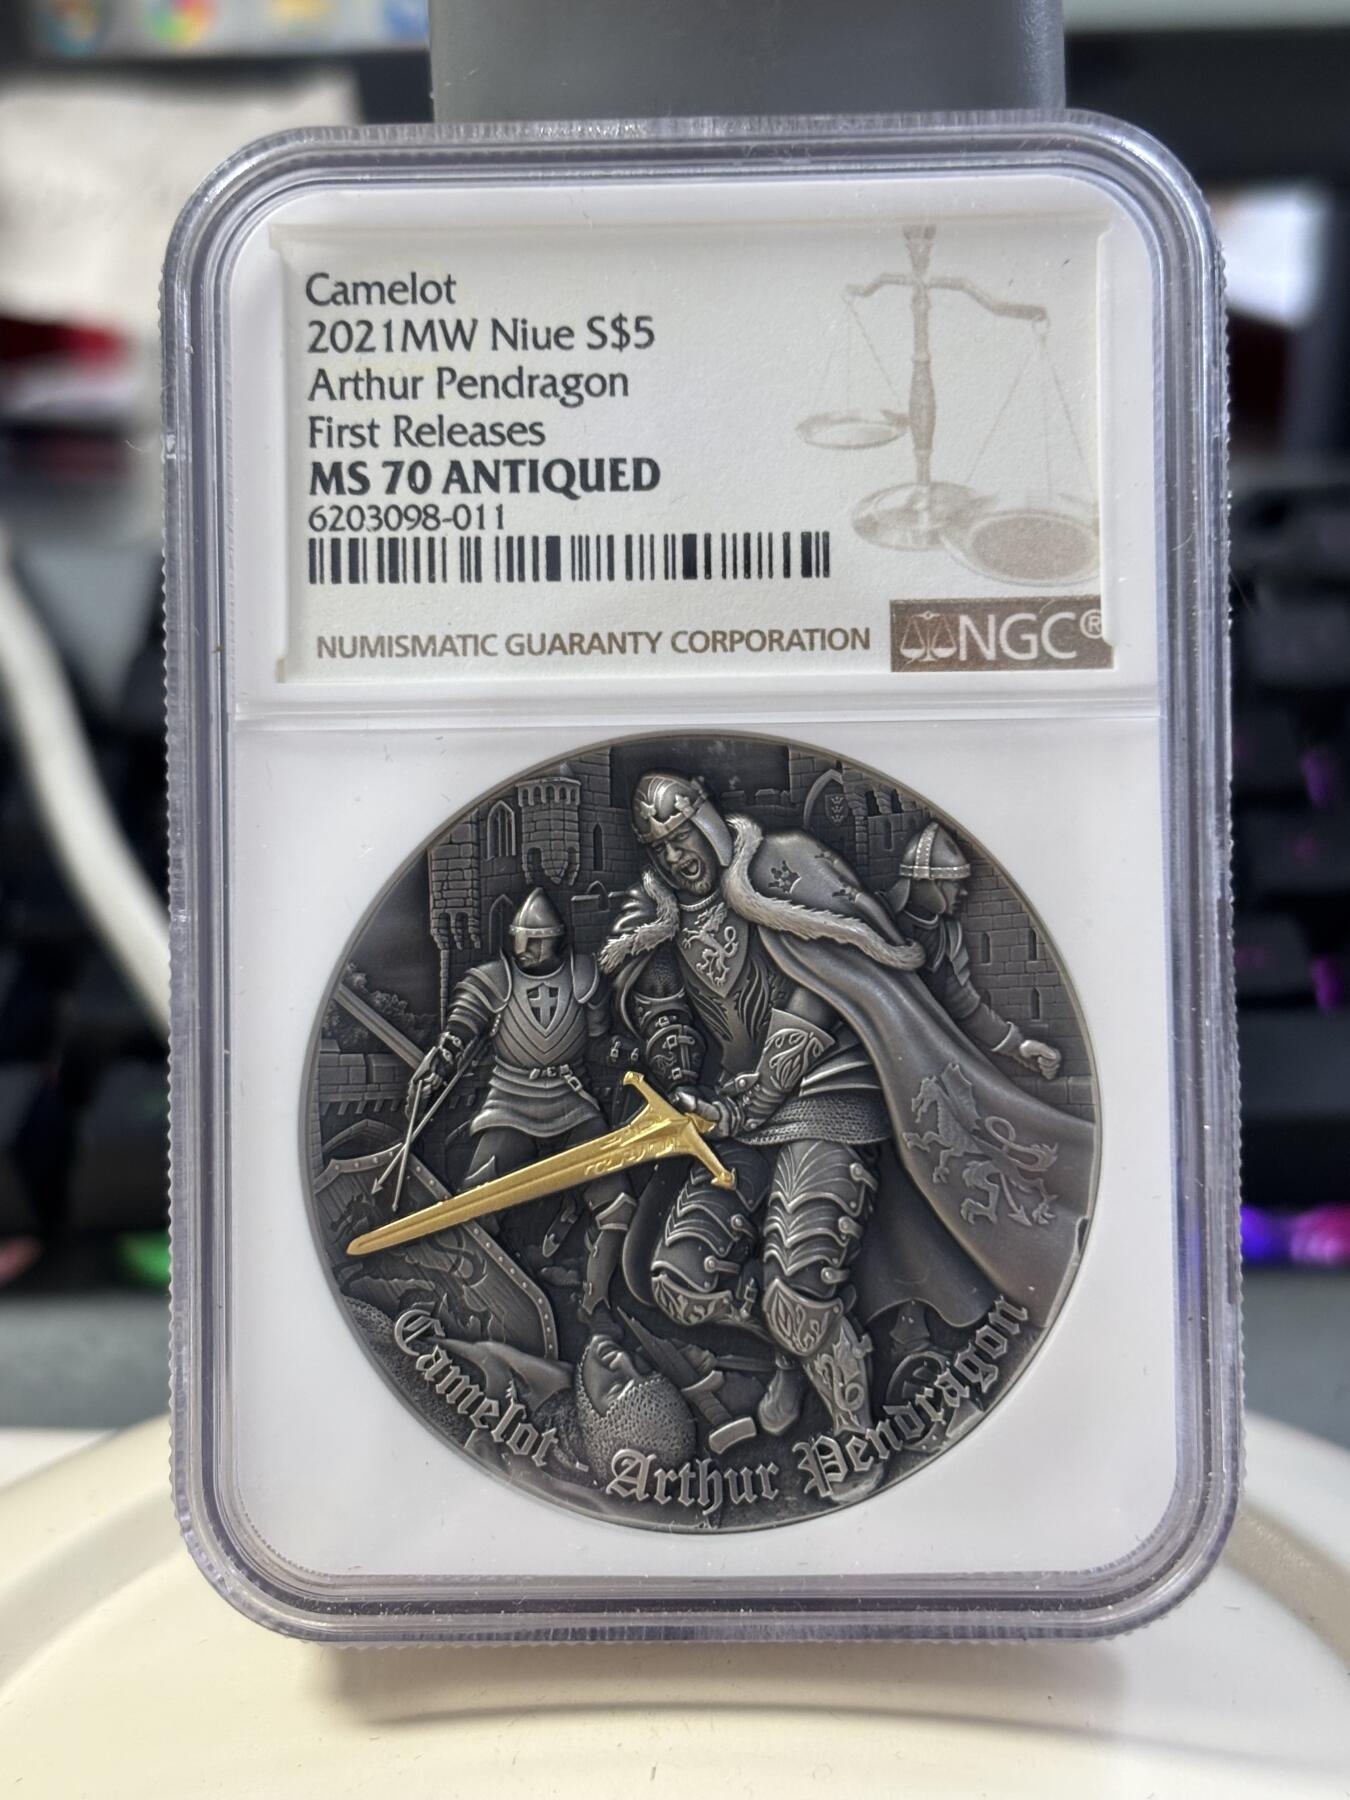 Camelot
2021MW Niue S$5
Arthur Pendragon
First Releases
MS 70 ANTIQUED
6203098-011
NUMISMATIC GUARANTY CORPORATION
NGC®
Camelot Arthur Pendragon